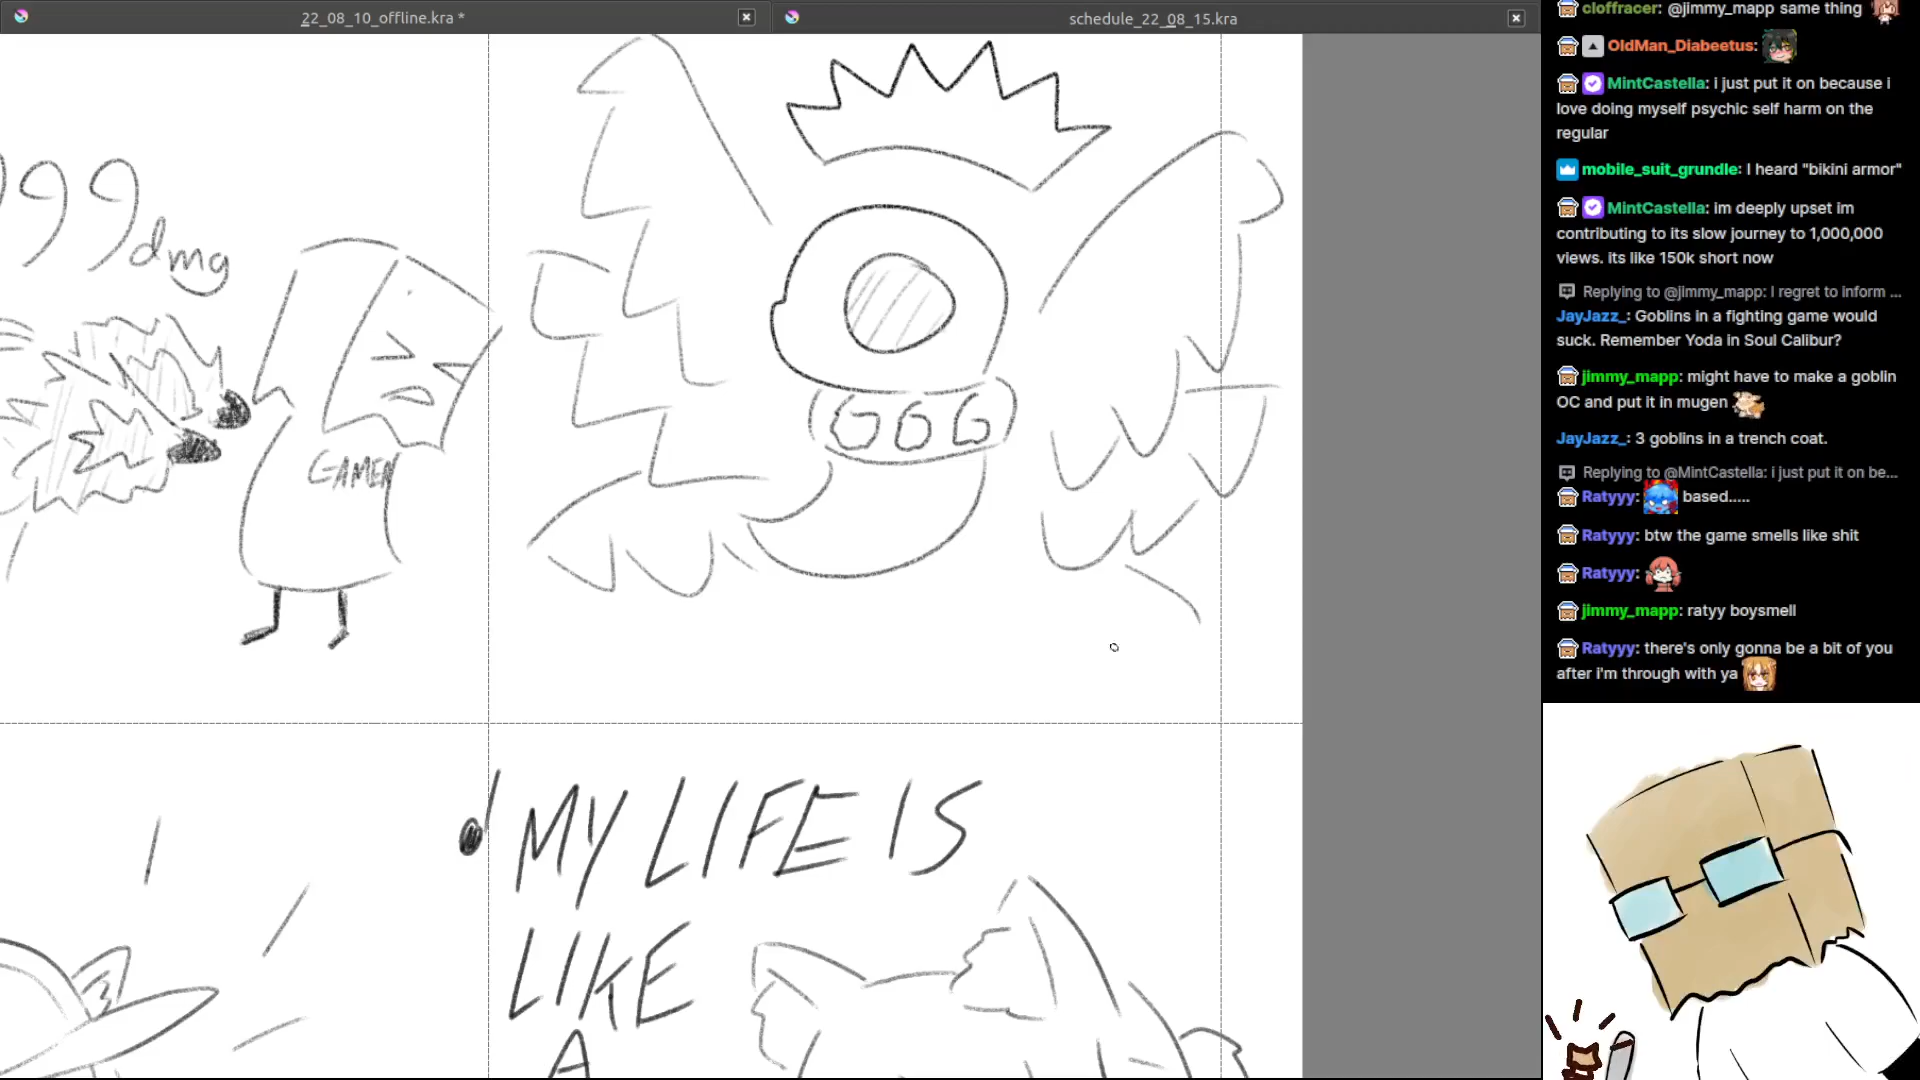 22_08_10_offline.kra *
schedule_22_08_15.kra
99dmg
GAMER
GGG
MY LIFE IS
LIKE
A
cloffracer: @jimmy_mapp same thing
OldMan_Diabeetus:
MintCastella: i just put it on because i
love doing myself psychic self harm on the
regular
mobile_suit_grundle: I heard "bikini armor"
MintCastella: im deeply upset im
contributing to its slow journey to 1,000,000
views. its like 150k short now
Replying to @jimmy_mapp: I regret to inform ...
JayJazz_: Goblins in a fighting game would
suck. Remember Yoda in Soul Calibur?
jimmy_mapp: might have to make a goblin
OC and put it in mugen
JayJazz_: 3 goblins in a trench coat.
Replying to @MintCastella: i just put it on be...
Ratyyy: based.....
Ratyyy: btw the game smells like shit
Ratyyy:
jimmy_mapp: ratyy boysmell
Ratyyy: there's only gonna be a bit of you
after i'm through with ya